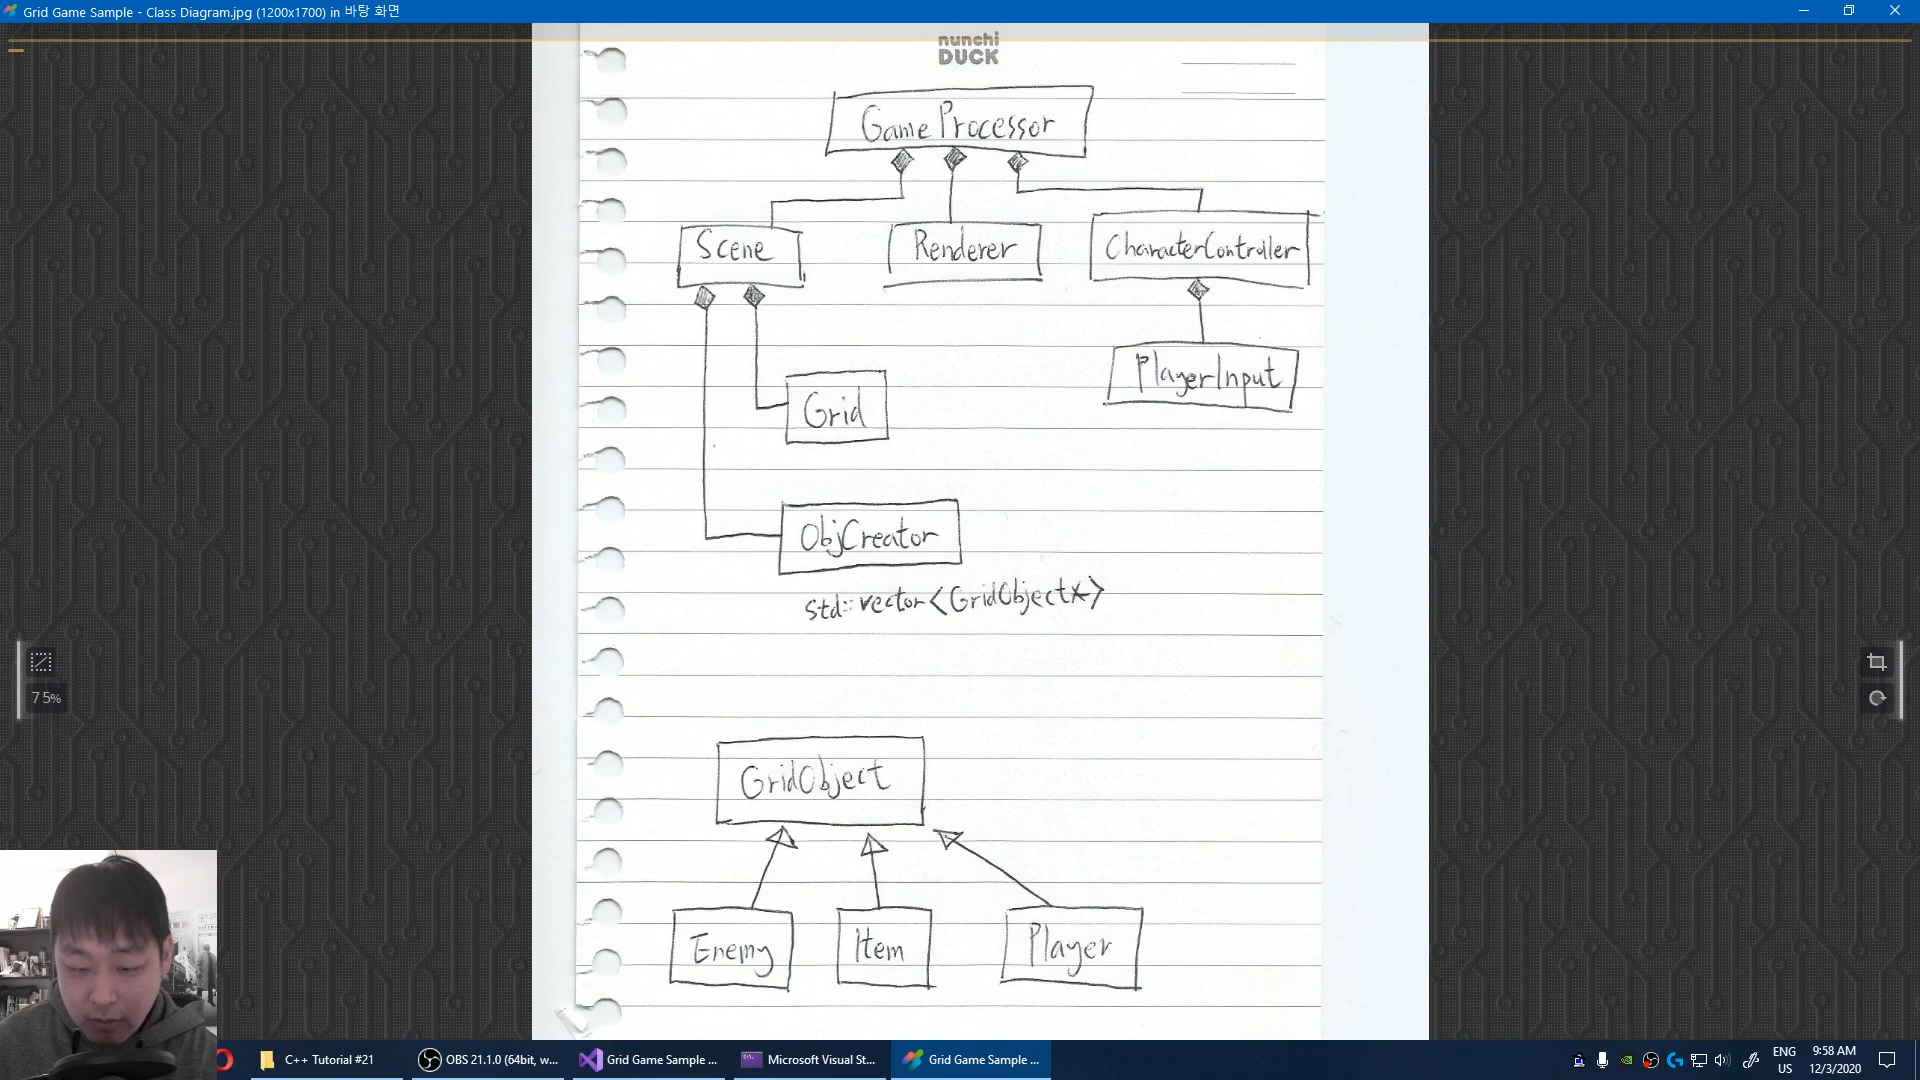 Grid Game Sample - Class Diagram.jpg (1200x1700) in 바탕 화면
nunchi
DUCK
GameProcessor
Scene
Renderer
CharacterController
PlayerInput
Grid
ObjCreator
std::vector<GridObject*>
GridObject
Enemy
Item
Player
75%
C++ Tutorial #21
OBS 21.1.0 (64bit, w...
Grid Game Sample ...
Microsoft Visual St...
Grid Game Sample ...
ENG
US
9:58 AM
12/3/2020